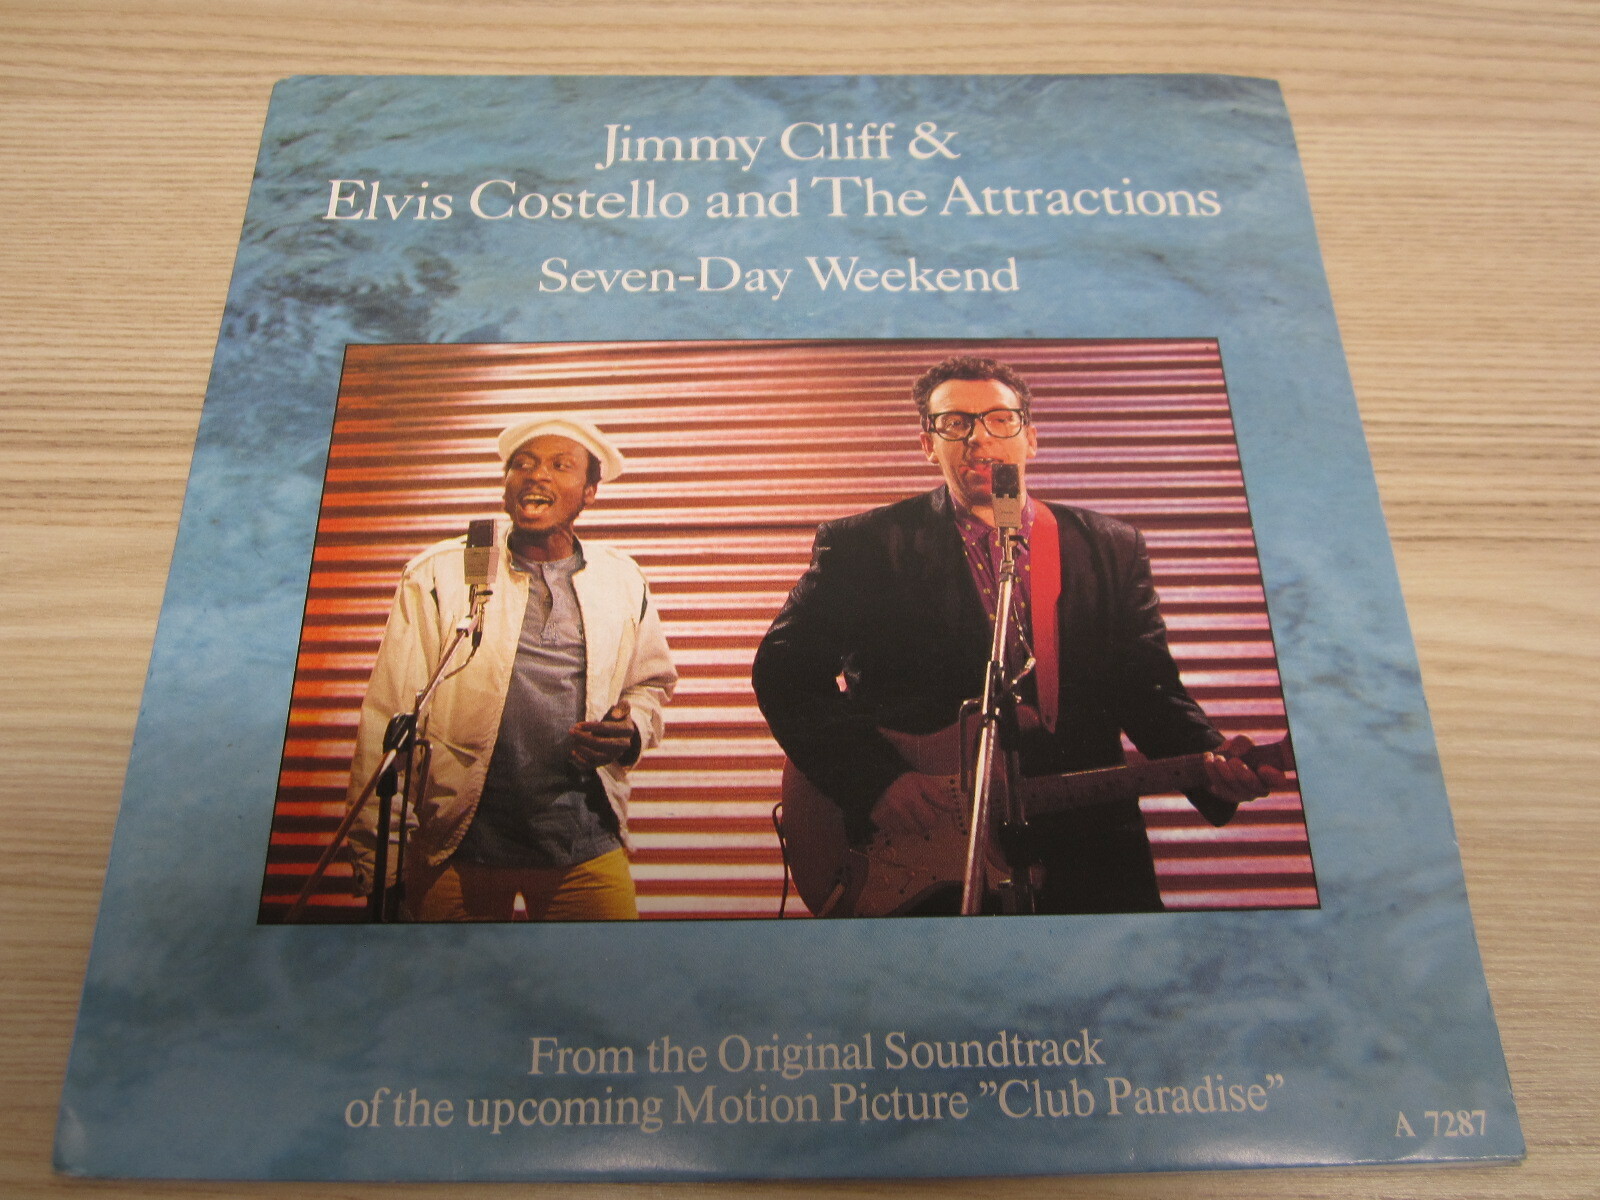 Jimmy Cliff &
Elvis Costello and The Attractions
Seven-Day Weekend
From the Original Soundtrack
of the upcoming Motion Picture ”Club Paradise”
A 7287